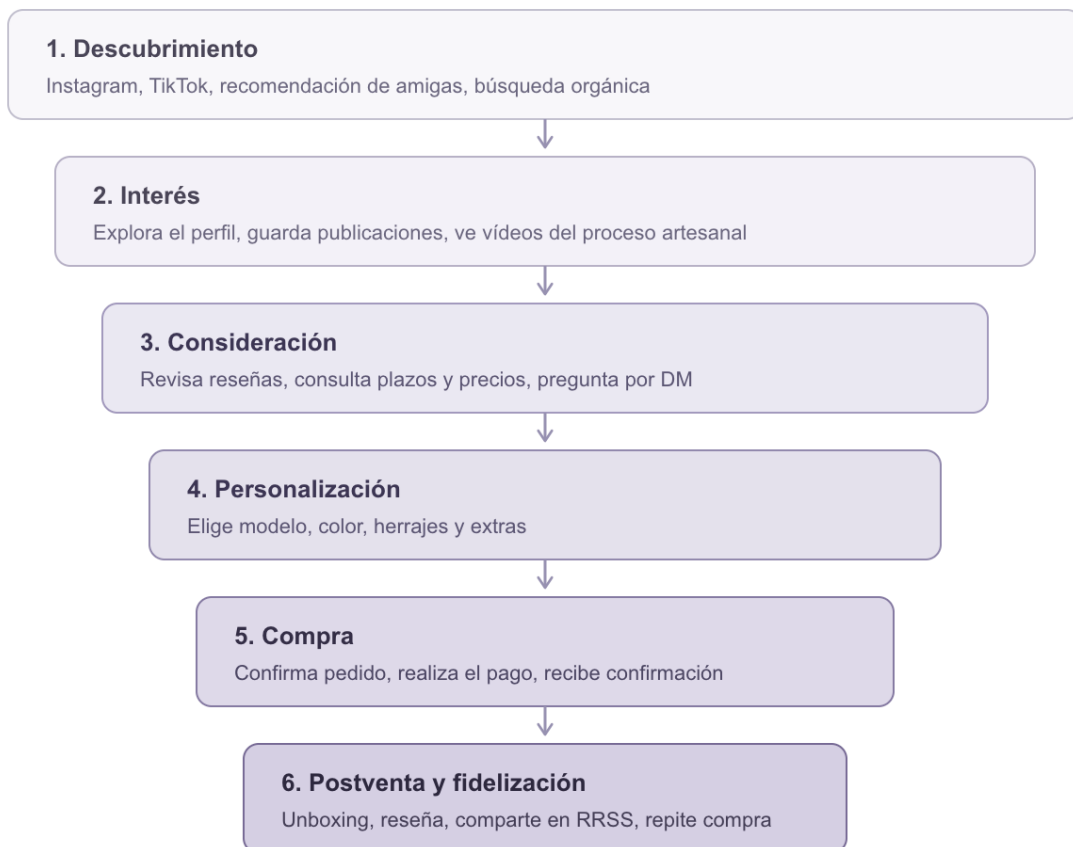 1. Descubrimiento
Instagram, TikTok, recomendación de amigas, búsqueda orgánica
2. Interés
Explora el perfil, guarda publicaciones, ve vídeos del proceso artesanal
3. Consideración
Revisa reseñas, consulta plazos y precios, pregunta por DM
4. Personalización
Elige modelo, color, herrajes y extras
5. Compra
Confirma pedido, realiza el pago, recibe confirmación
6. Postventa y fidelización
Unboxing, reseña, comparte en RRSS, repite compra